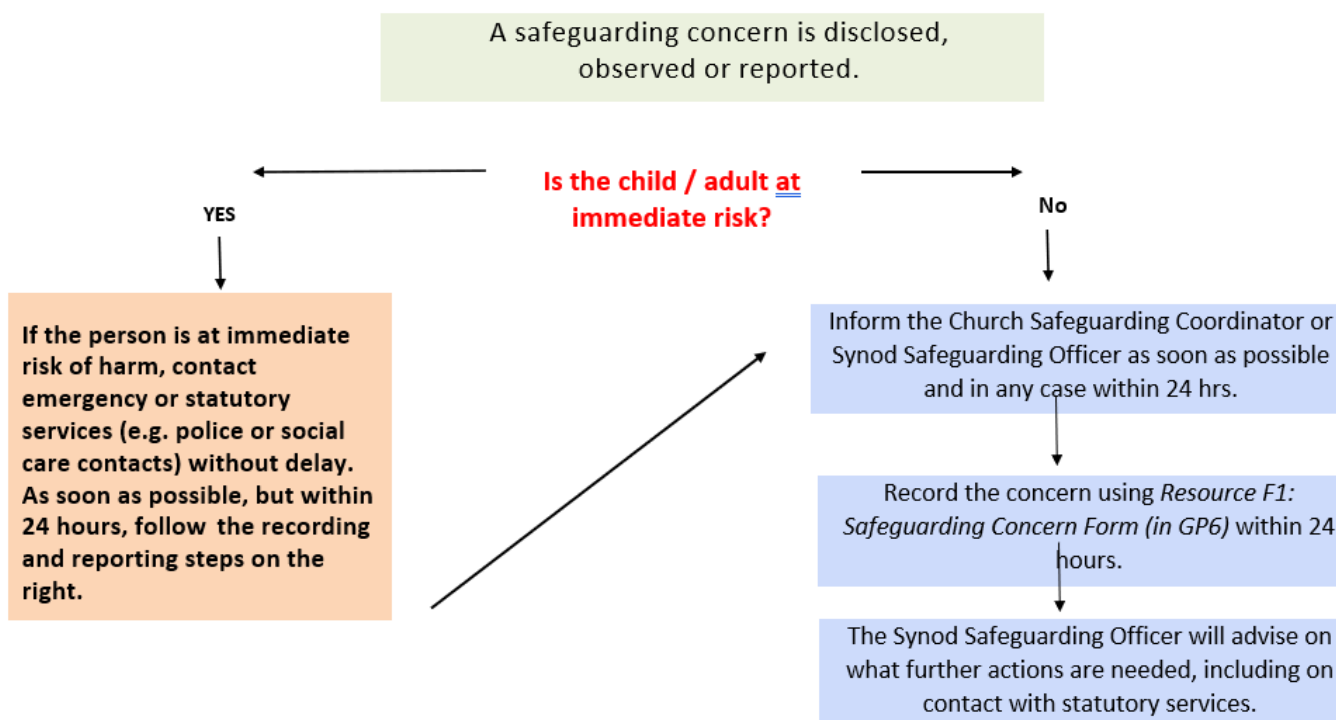 A safeguarding concern is disclosed,
observed or reported.
Is the child / adult at
immediate risk?
YES
No
If the person is at immediate
risk of harm, contact
emergency or statutory
services (e.g. police or social
care contacts) without delay.
As soon as possible, but within
24 hours, follow the recording
and reporting steps on the
right.
Inform the Church Safeguarding Coordinator or
Synod Safeguarding Officer as soon as possible
and in any case within 24 hrs.
Record the concern using Resource F1:
Safeguarding Concern Form (in GP6) within 24
hours.
The Synod Safeguarding Officer will advise on
what further actions are needed, including on
contact with statutory services.